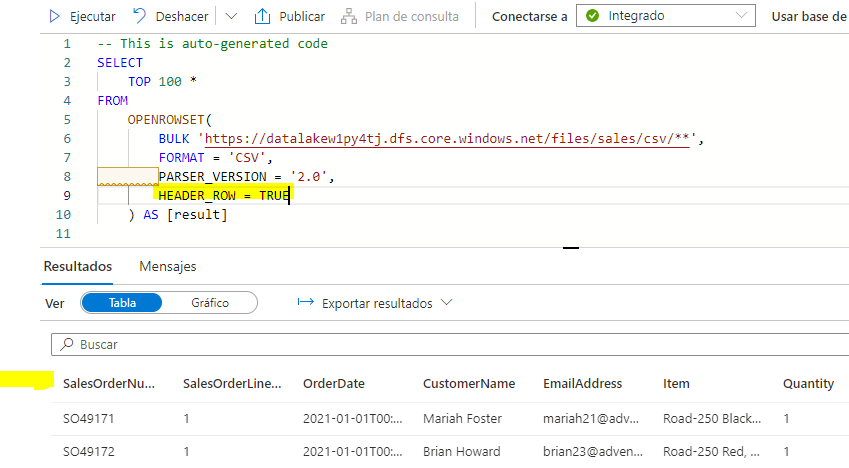 Ejecutar Deshacer Publicar Plan de consulta Conectarse a Integrado Usar base de
1 -- This is auto-generated code
2 SELECT
3 TOP 100 *
4 FROM
5 OPENROWSET(
6 BULK 'https://datalakew1py4tj.dfs.core.windows.net/files/sales/csv/**',
7 FORMAT = 'CSV',
8 PARSER_VERSION = '2.0',
9 HEADER_ROW = TRUE
10 ) AS [result]
11
Resultados Mensajes
Ver Tabla Gráfico Exportar resultados
Buscar
SalesOrderNu... SalesOrderLine... OrderDate CustomerName EmailAddress Item Quantity
SO49171 1 2021-01-01T00:... Mariah Foster mariah21@adv... Road-250 Black... 1
SO49172 1 2021-01-01T00:... Brian Howard brian23@adven... Road-250 Red, ... 1